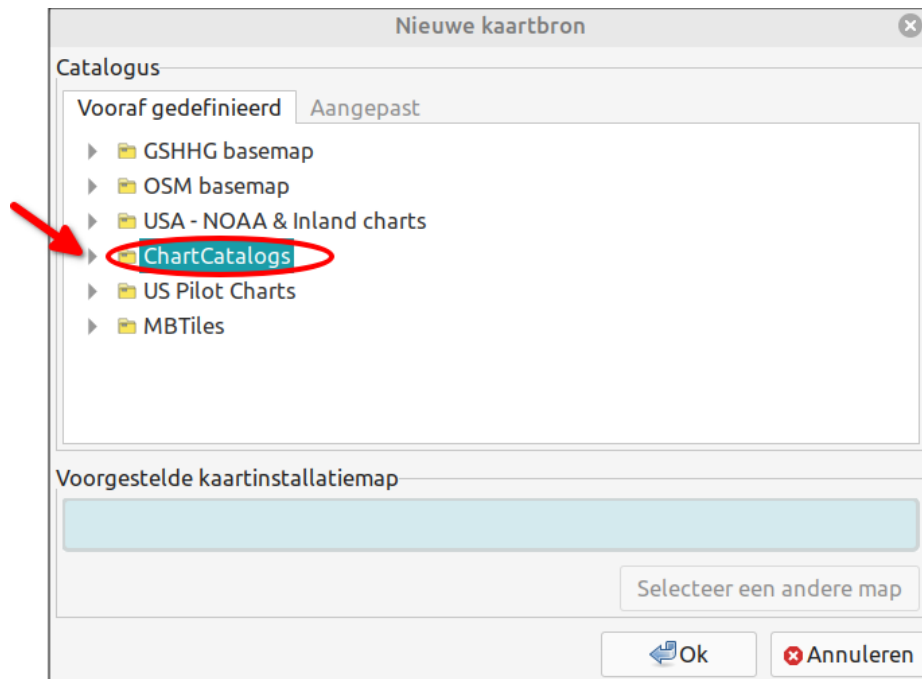 Nieuwe kaartbron
Catalogus
Vooraf gedefinieerd Aangepast
GSHHG basemap
OSM basemap
USA - NOAA & Inland charts
ChartCatalogs
US Pilot Charts
MBTiles
Voorgestelde kaartinstallatiemap
Selecteer een andere map
Ok Annuleren